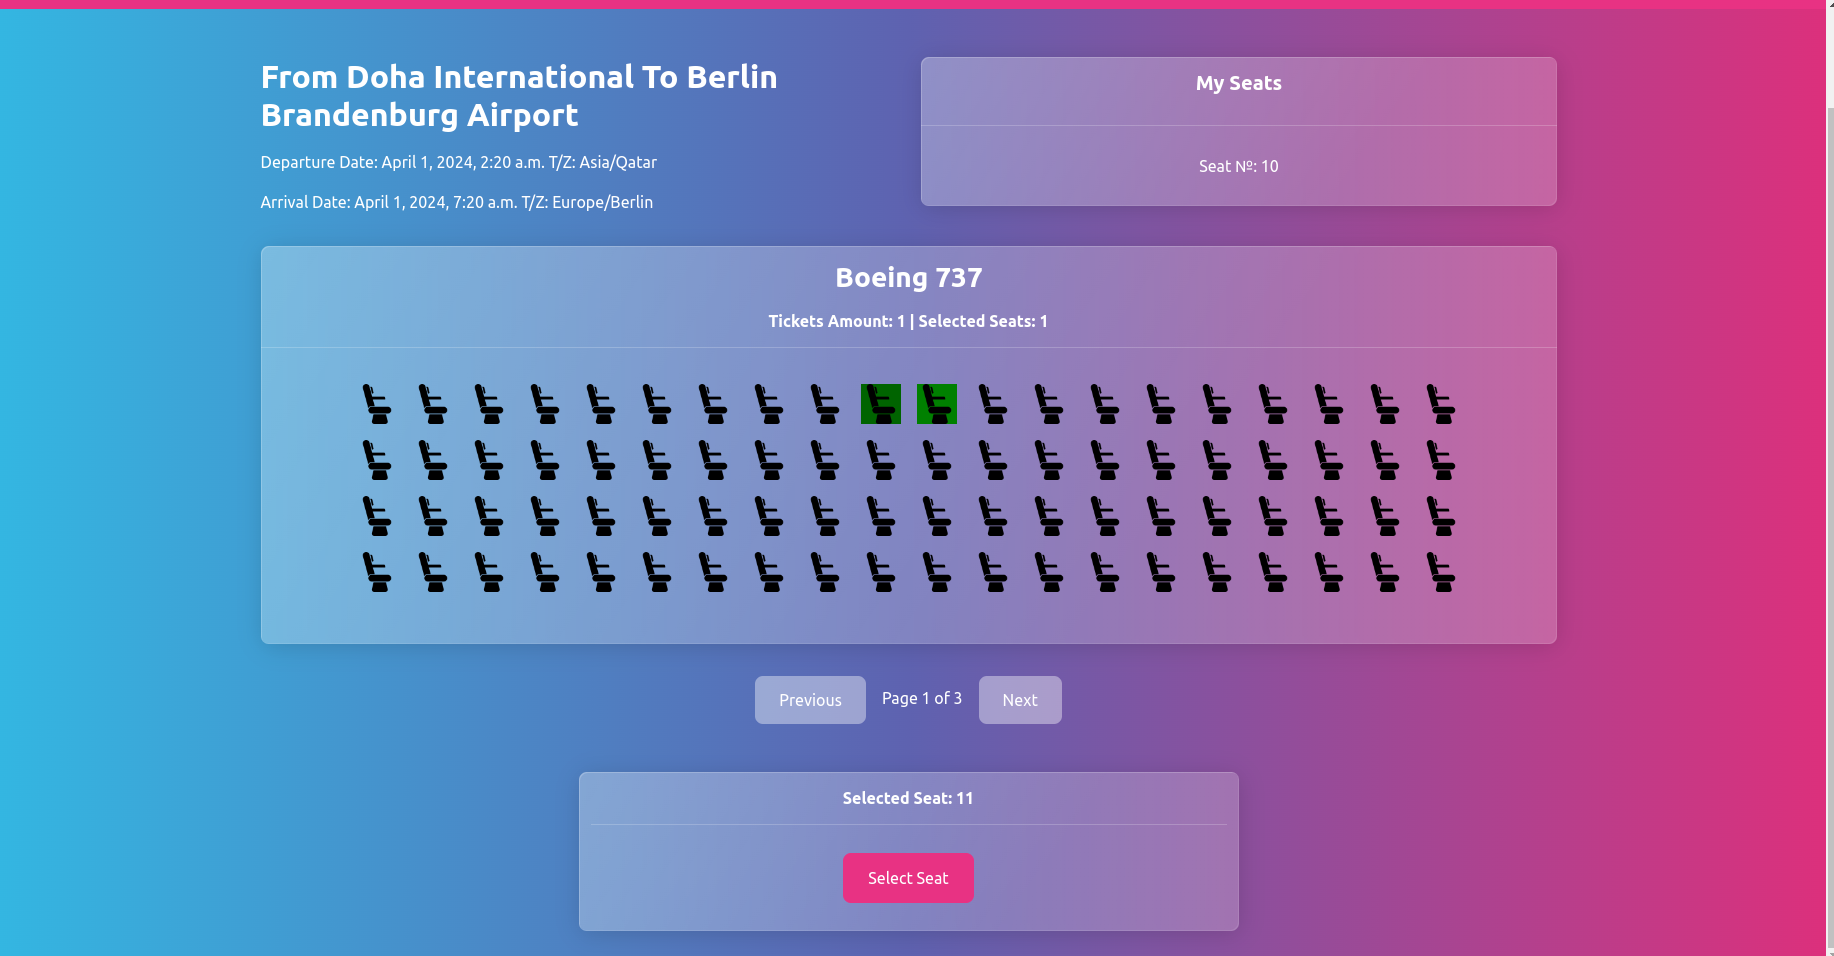 From Doha International To Berlin
Brandenburg Airport
Departure Date: April 1, 2024, 2:20 a.m. T/Z: Asia/Qatar
Arrival Date: April 1, 2024, 7:20 a.m. T/Z: Europe/Berlin
My Seats
Seat №: 10
Boeing 737
Tickets Amount: 1 | Selected Seats: 1
Previous
Page 1 of 3
Next
Selected Seat: 11
Select Seat